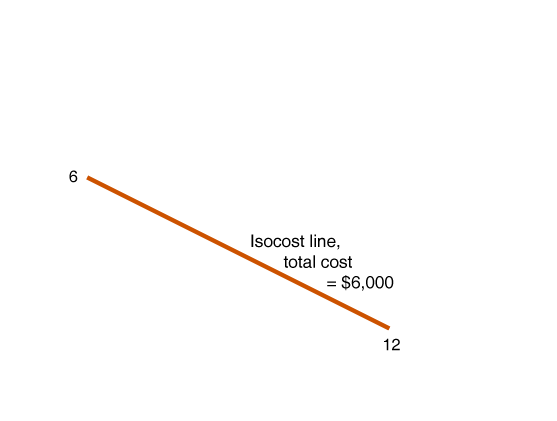 6
Isocost line,
total cost
= $6,000
12